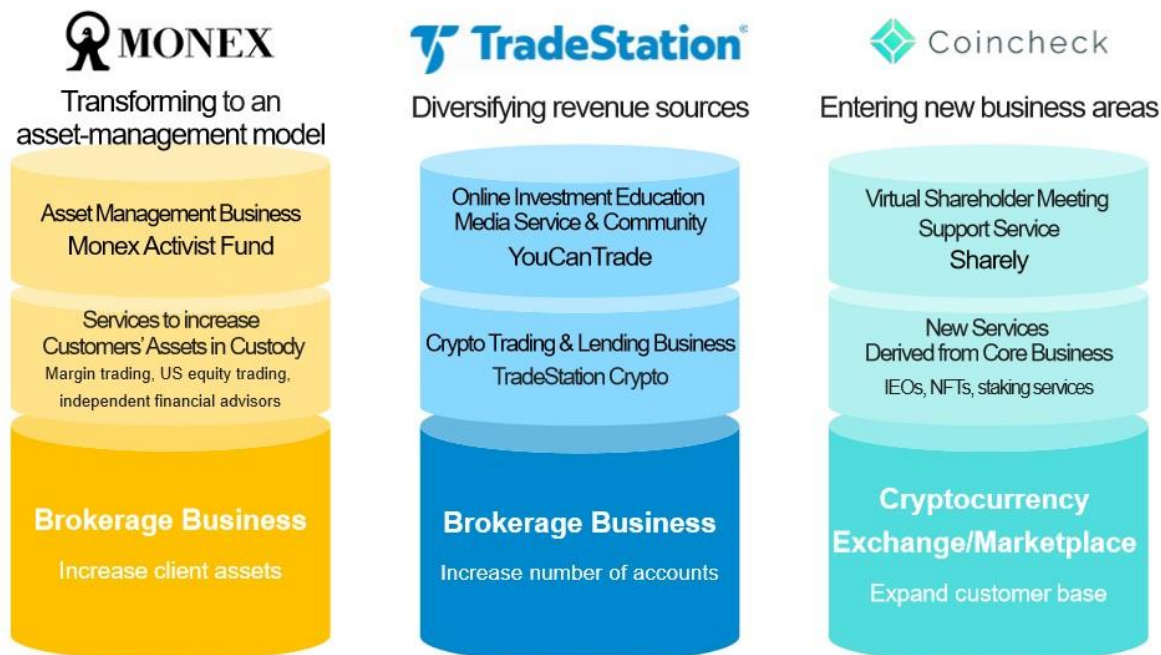 MONEX
Transforming to an
asset-management model
Asset Management Business
Monex Activist Fund
Services to increase
Customers' Assets in Custody
Margin trading, US equity trading,
independent financial advisors
Brokerage Business
Increase client assets
TradeStation®
Diversifying revenue sources
Online Investment Education
Media Service & Community
YouCanTrade
Crypto Trading & Lending Business
TradeStation Crypto
Brokerage Business
Increase number of accounts
Coincheck
Entering new business areas
Virtual Shareholder Meeting
Support Service
Sharely
New Services
Derived from Core Business
IEOs, NFTs, staking services
Cryptocurrency
Exchange/Marketplace
Expand customer base